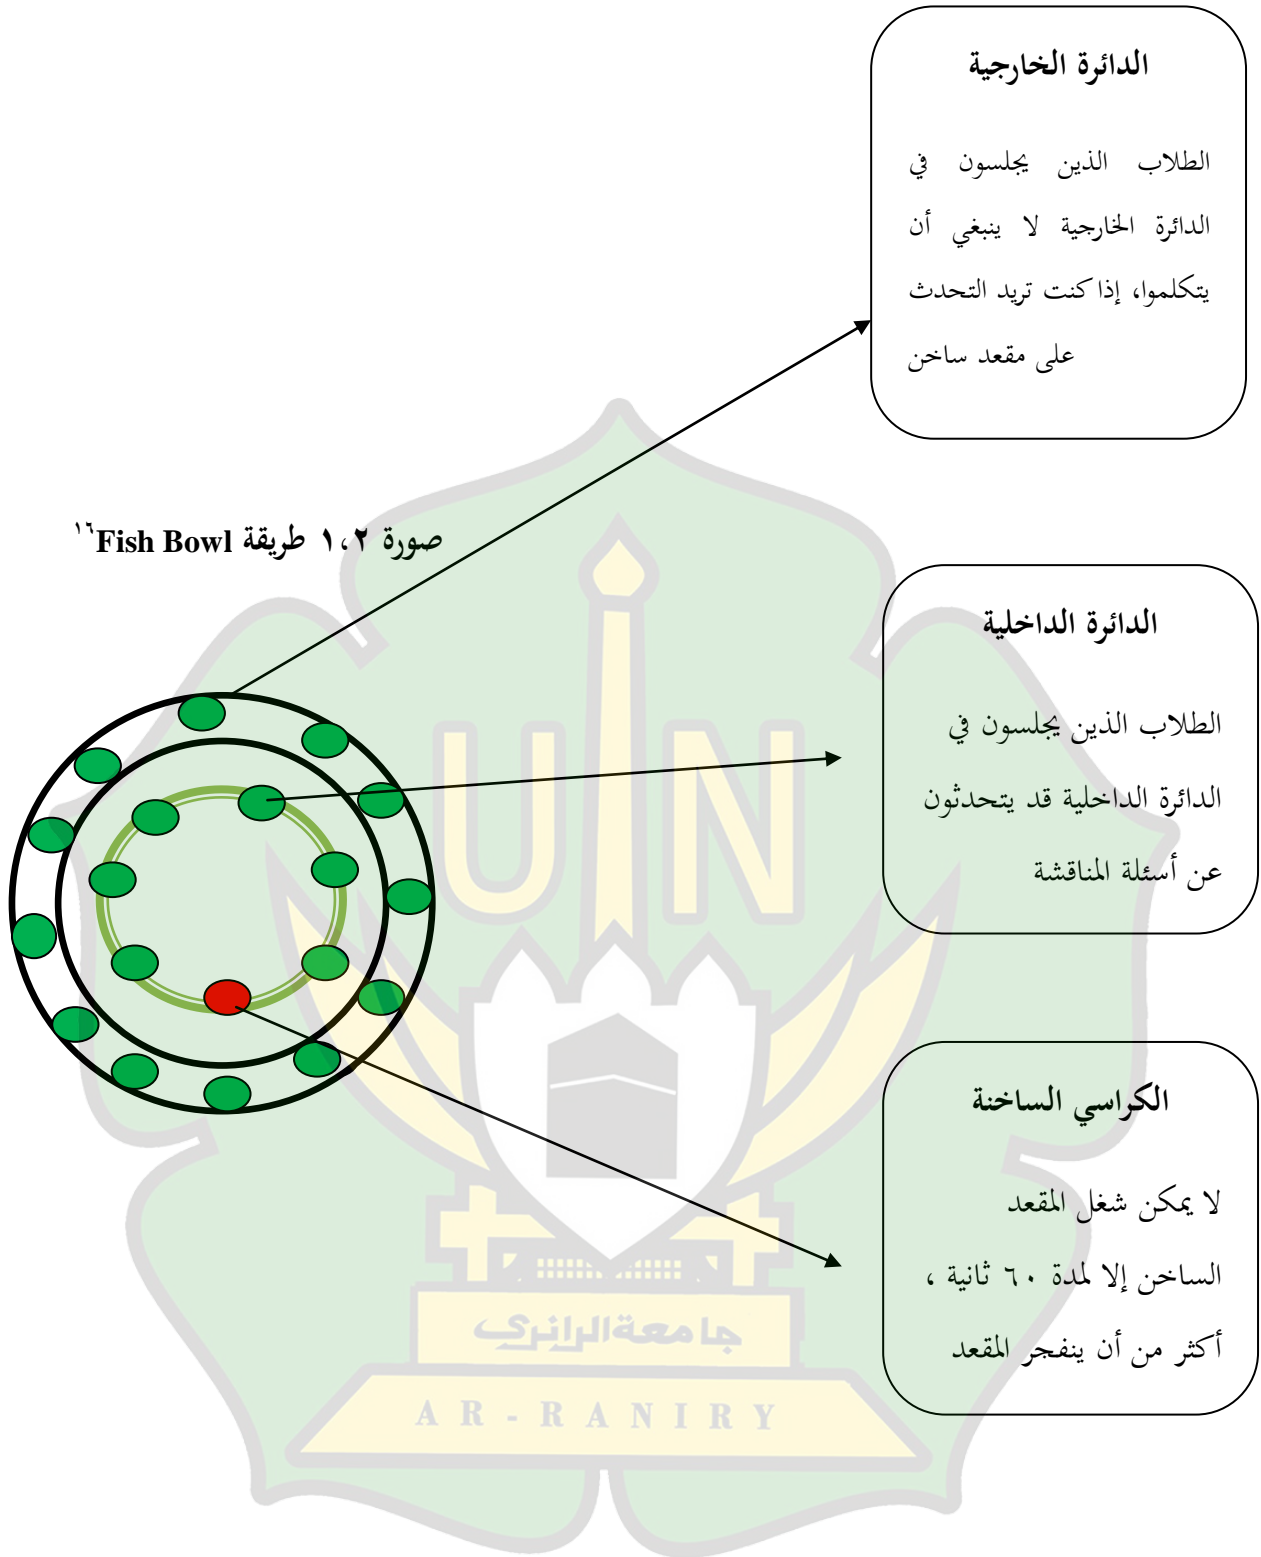 الدائرة الخارجية
الطلاب الذين يجلسون في
الدائرة الخارجية لا ينبغي أن
يتكلموا، إذا كنت تريد التحدث
على مقعد ساخن
صورة ١،٢ طريقة Fish Bowl١٦
الدائرة الداخلية
الطلاب الذين يجلسون في
الدائرة الداخلية قد يتحدثون
عن أسئلة المناقشة
الكراسي الساخنة
لا يمكن شغل المقعد
الساخن إلا لمدة ٦٠ ثانية ،
أكثر من أن ينفجر المقعد
UIN
جامعة الرانري
AR-RANIRY